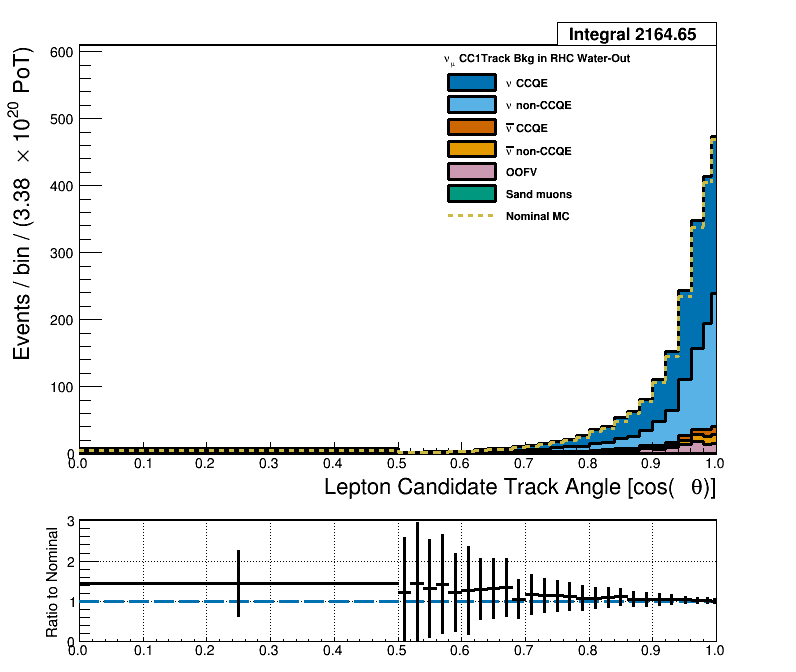 Integral 2164.65
600
500
400
300
200
100
0
Events / bin / (3.38 × 10^20 PoT)
ν_μ CC1Track Bkg in RHC Water-Out
ν CCQE
ν non-CCQE
ν̅ CCQE
ν̅ non-CCQE
OOFV
Sand muons
Nominal MC
0.0 0.1 0.2 0.3 0.4 0.5 0.6 0.7 0.8 0.9 1.0
Lepton Candidate Track Angle [cos( θ)]
3
2
1
0
Ratio to Nominal
0.0 0.1 0.2 0.3 0.4 0.5 0.6 0.7 0.8 0.9 1.0